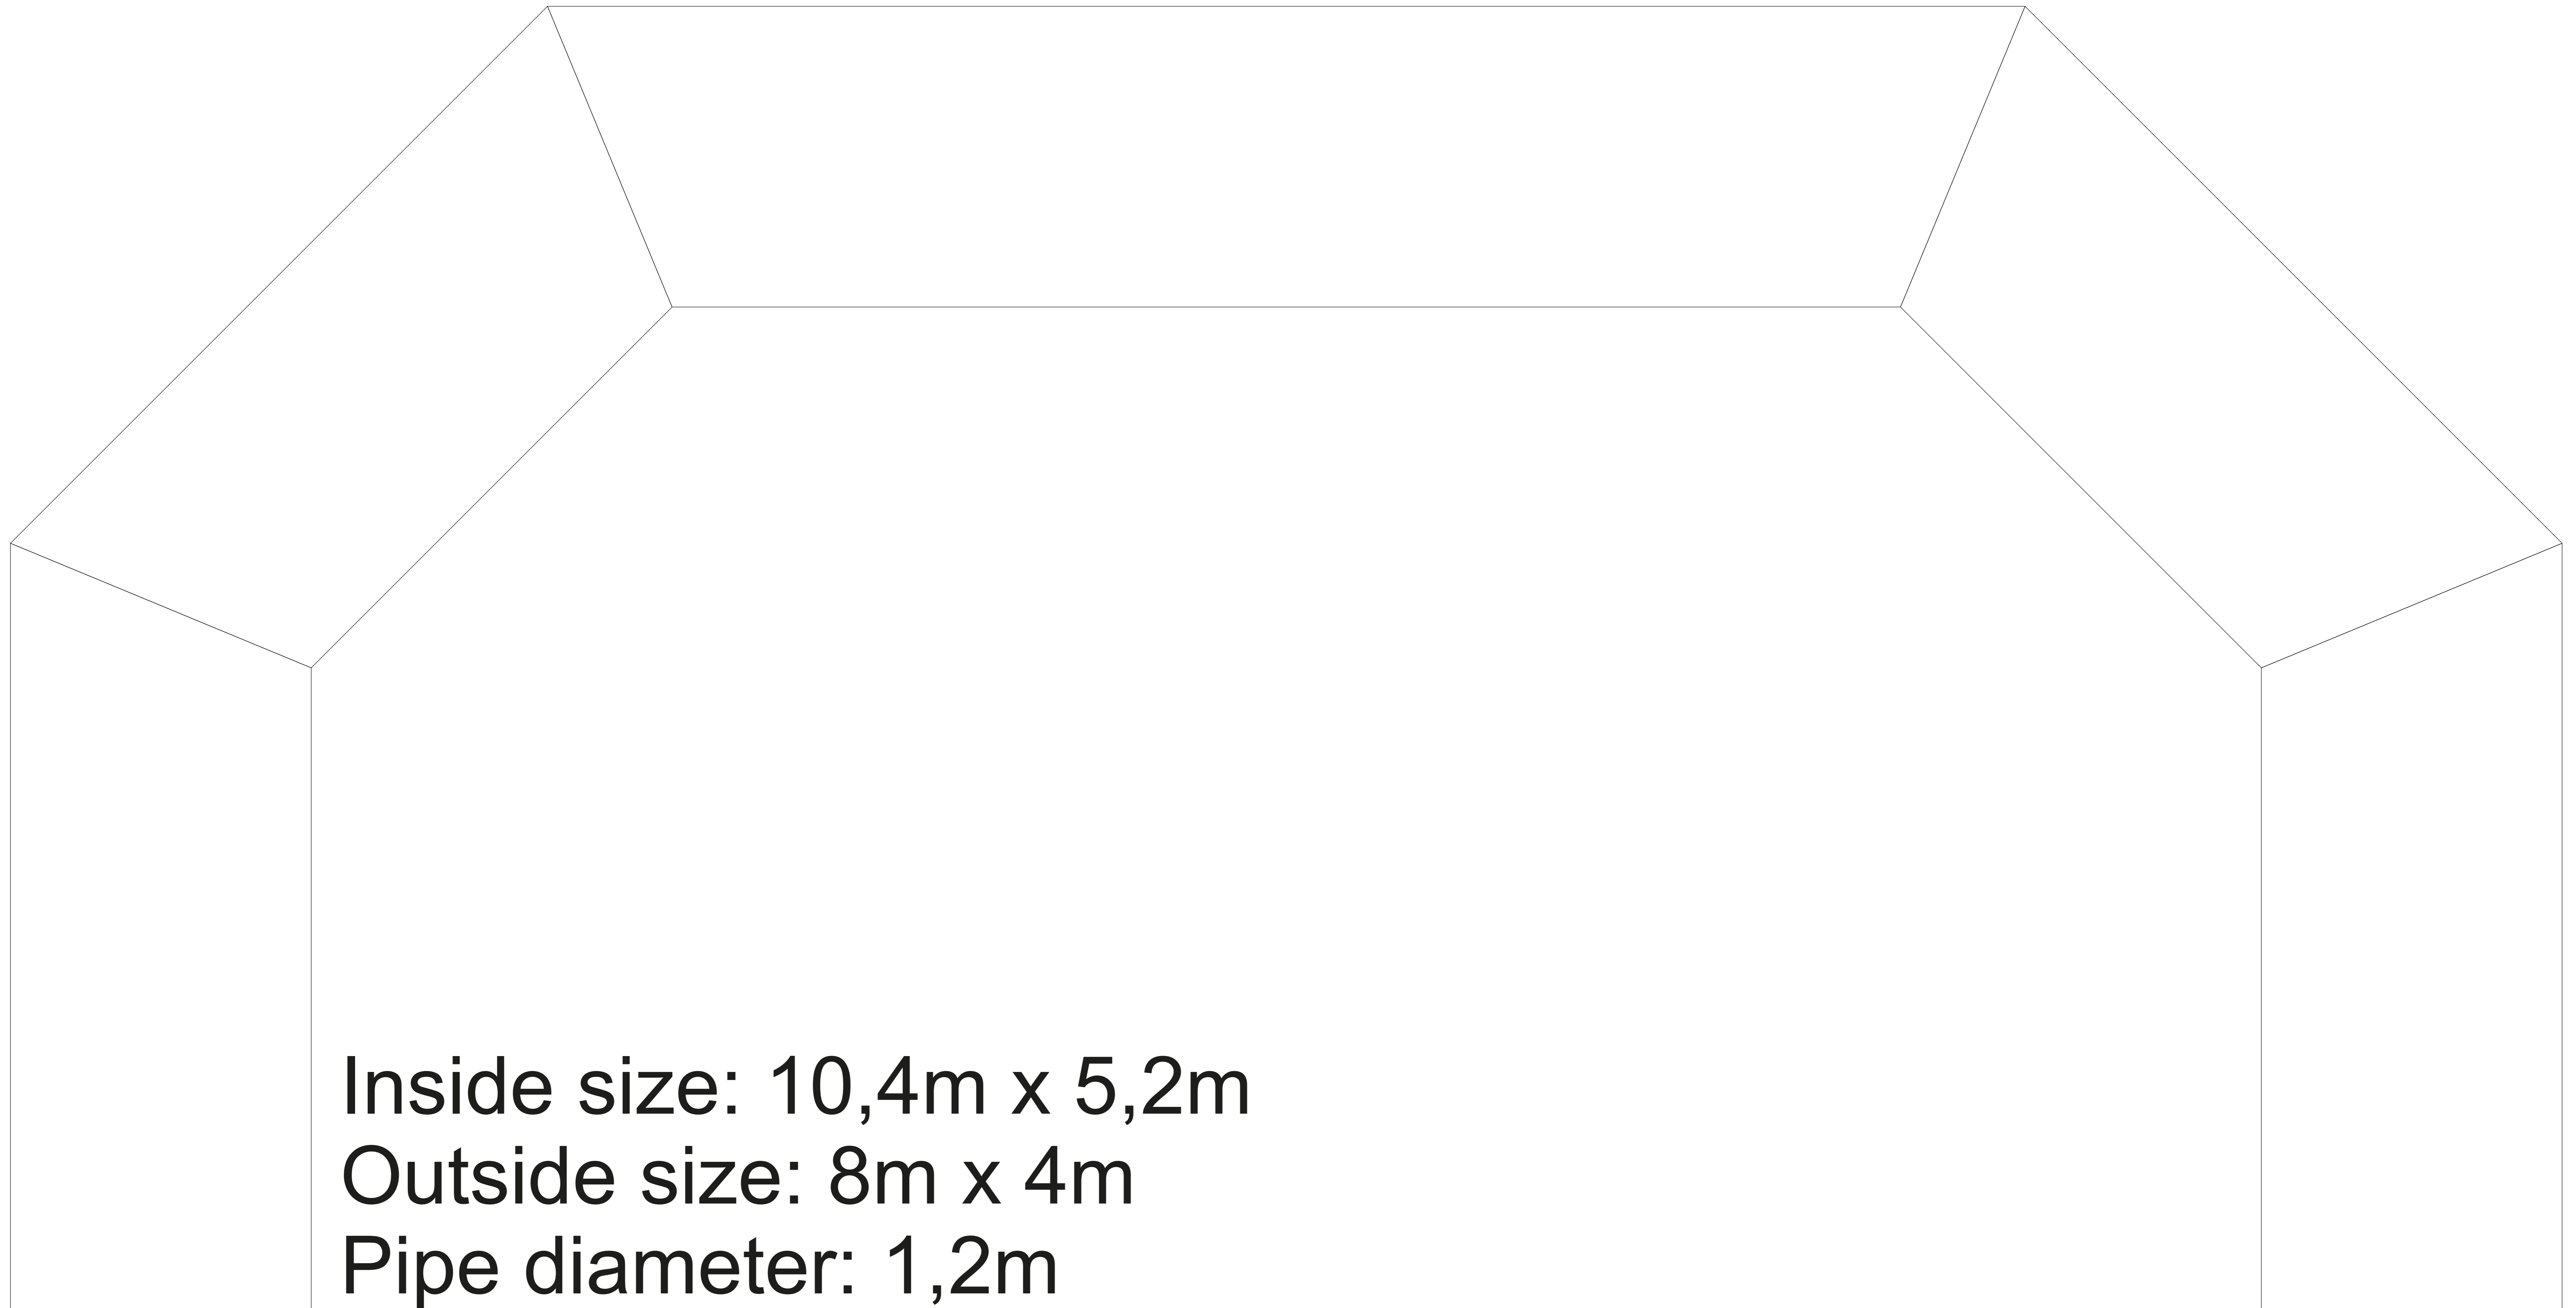 Inside size: 10,4m x 5,2m
Outside size: 8m x 4m
Pipe diameter: 1,2m